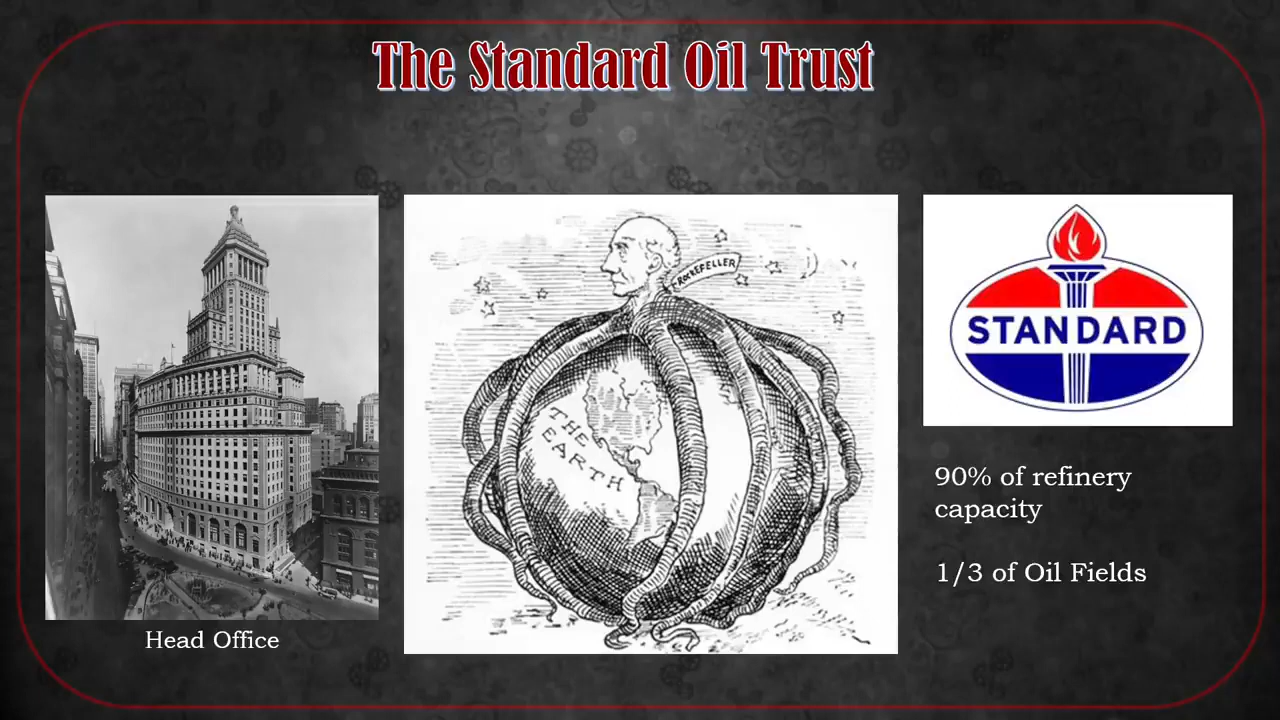 The Standard Oil Trust
ROCKEFELLER
THE
EARTH
STANDARD
90% of refinery
capacity
1/3 of Oil Fields
Head Office